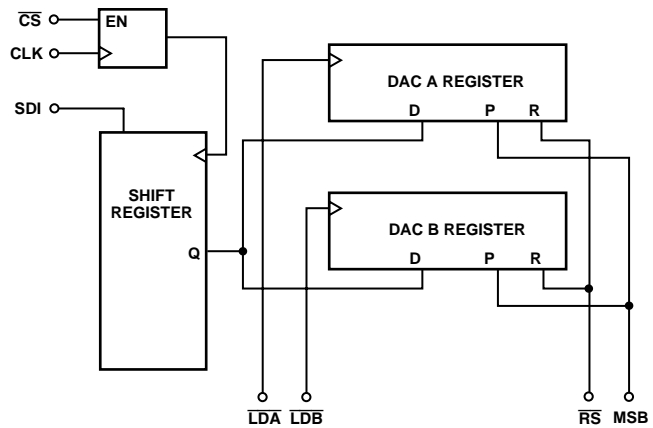 CS
EN
CLK
SDI
SHIFT
REGISTER
Q
DAC A REGISTER
D P R
DAC B REGISTER
D P R
LDA LDB RS MSB